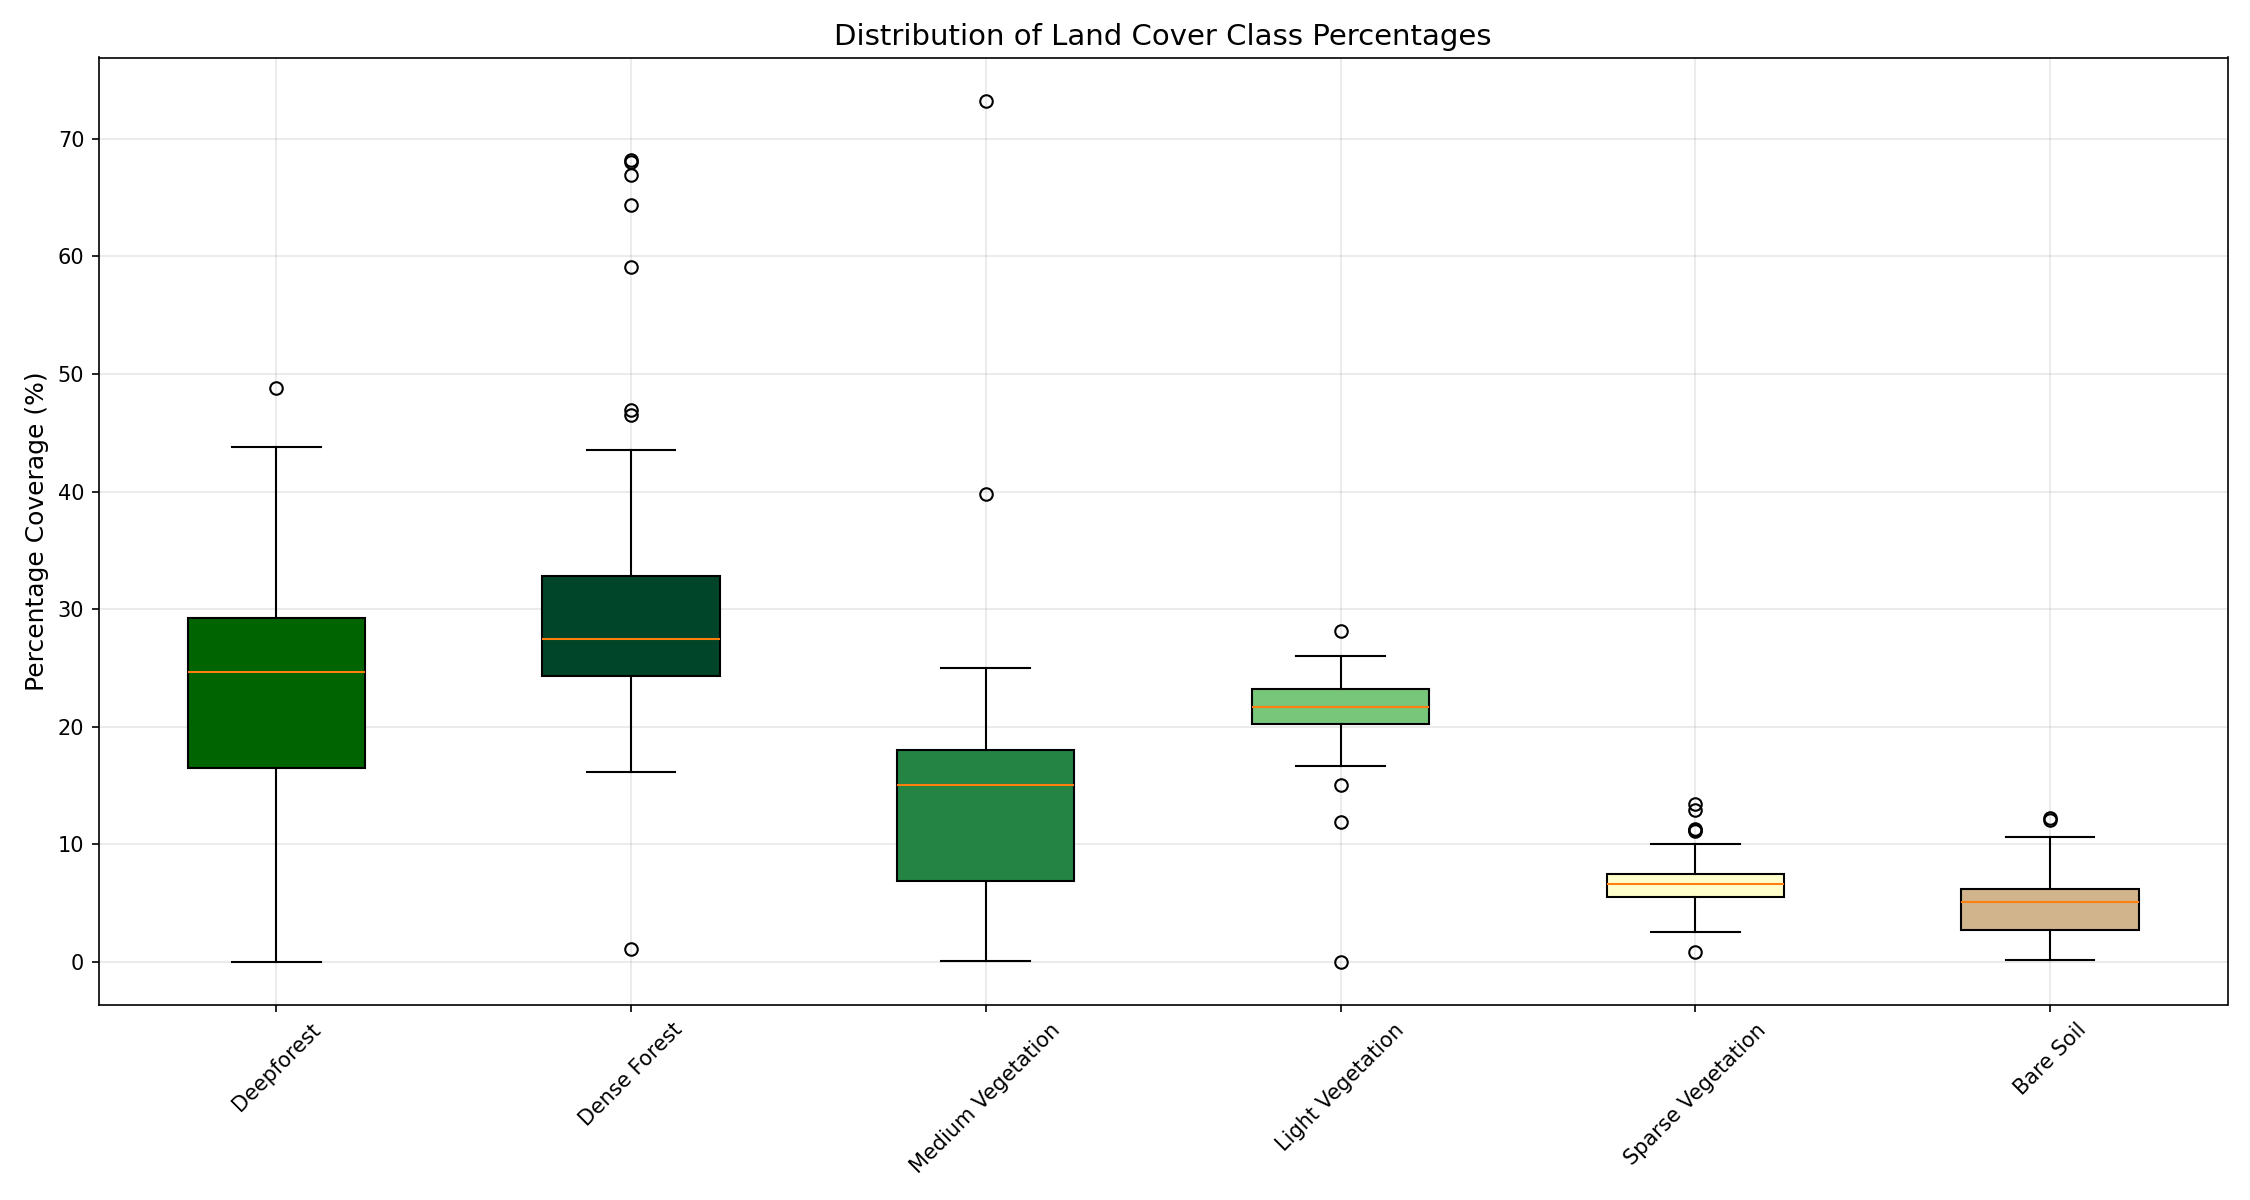 Distribution of Land Cover Class Percentages
Percentage Coverage (%)
70
60
50
40
30
20
10
0
Deepforest
Dense Forest
Medium Vegetation
Light Vegetation
Sparse Vegetation
Bare Soil